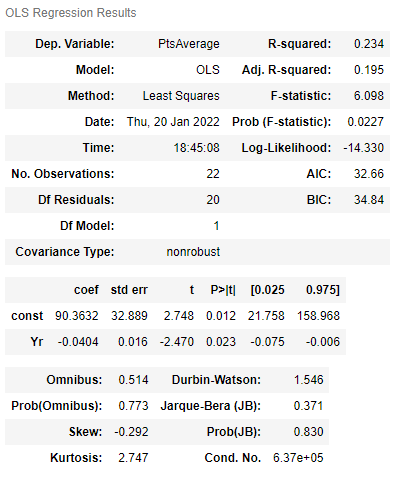 OLS Regression Results
Dep. Variable: PtsAverage R-squared: 0.234
Model: OLS Adj. R-squared: 0.195
Method: Least Squares F-statistic: 6.098
Date: Thu, 20 Jan 2022 Prob (F-statistic): 0.0227
Time: 18:45:08 Log-Likelihood: -14.330
No. Observations: 22 AIC: 32.66
Df Residuals: 20 BIC: 34.84
Df Model: 1
Covariance Type: nonrobust
coef std err t P>|t| [0.025 0.975]
const 90.3632 32.889 2.748 0.012 21.758 158.968
Yr -0.0404 0.016 -2.470 0.023 -0.075 -0.006
Omnibus: 0.514 Durbin-Watson: 1.546
Prob(Omnibus): 0.773 Jarque-Bera (JB): 0.371
Skew: -0.292 Prob(JB): 0.830
Kurtosis: 2.747 Cond. No. 6.37e+05